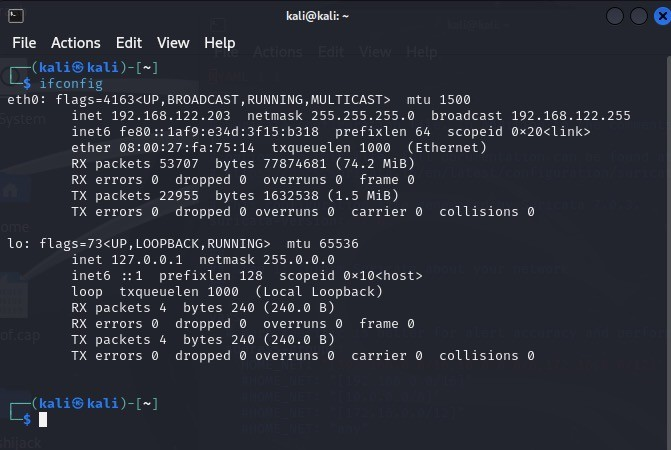 kali@kali: ~
File Actions Edit View Help
┌──(kali㉿kali)-[~]
└─$ ifconfig
eth0: flags=4163<UP,BROADCAST,RUNNING,MULTICAST>  mtu 1500
        inet 192.168.122.203  netmask 255.255.255.0  broadcast 192.168.122.255
        inet6 fe80::1af9:e34d:3f15:b318  prefixlen 64  scopeid 0×20<link>
        ether 08:00:27:fa:75:14  txqueuelen 1000  (Ethernet)
        RX packets 53707  bytes 77874681 (74.2 MiB)
        RX errors 0  dropped 0  overruns 0  frame 0
        TX packets 22955  bytes 1632538 (1.5 MiB)
        TX errors 0  dropped 0 overruns 0  carrier 0  collisions 0
lo: flags=73<UP,LOOPBACK,RUNNING>  mtu 65536
        inet 127.0.0.1  netmask 255.0.0.0
        inet6 ::1  prefixlen 128  scopeid 0×10<host>
        loop  txqueuelen 1000  (Local Loopback)
        RX packets 4  bytes 240 (240.0 B)
        RX errors 0  dropped 0  overruns 0  frame 0
        TX packets 4  bytes 240 (240.0 B)
        TX errors 0  dropped 0 overruns 0  carrier 0  collisions 0
┌──(kali㉿kali)-[~]
└─$